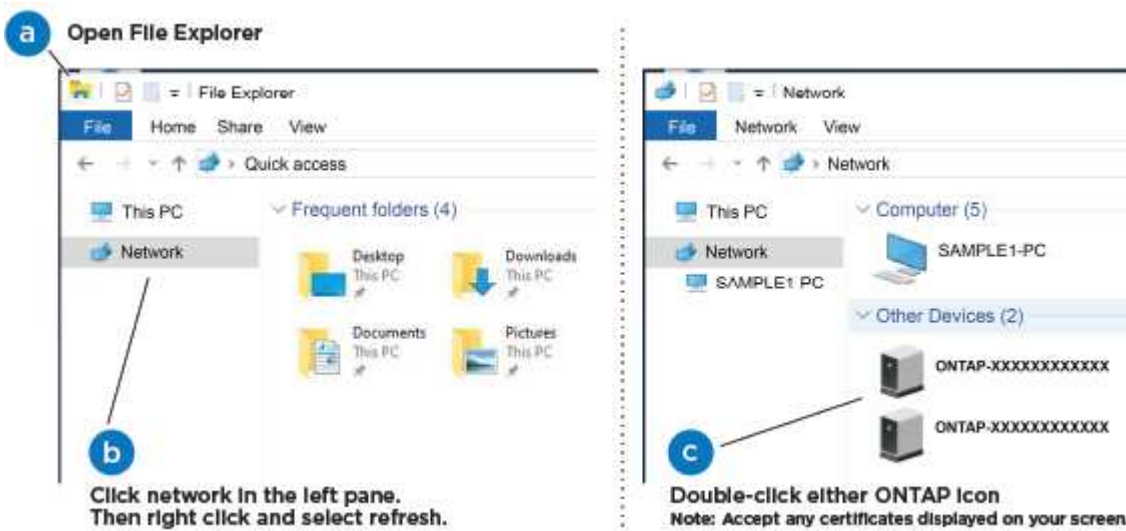 a
Open File Explorer
File Explorer
File Home Share View
Quick access
This PC
Network
Frequent folders (4)
Desktop
This PC
Downloads
This PC
Documents
This PC
Pictures
This PC
b
Click network in the left pane.
Then right click and select refresh.
Network
File Network View
Network
This PC
Network
SAMPLE1 PC
Computer (5)
SAMPLE1-PC
Other Devices (2)
ONTAP-XXXXXXXXXXXX
ONTAP-XXXXXXXXXXXX
c
Double-click either ONTAP icon
Note: Accept any certificates displayed on your screen